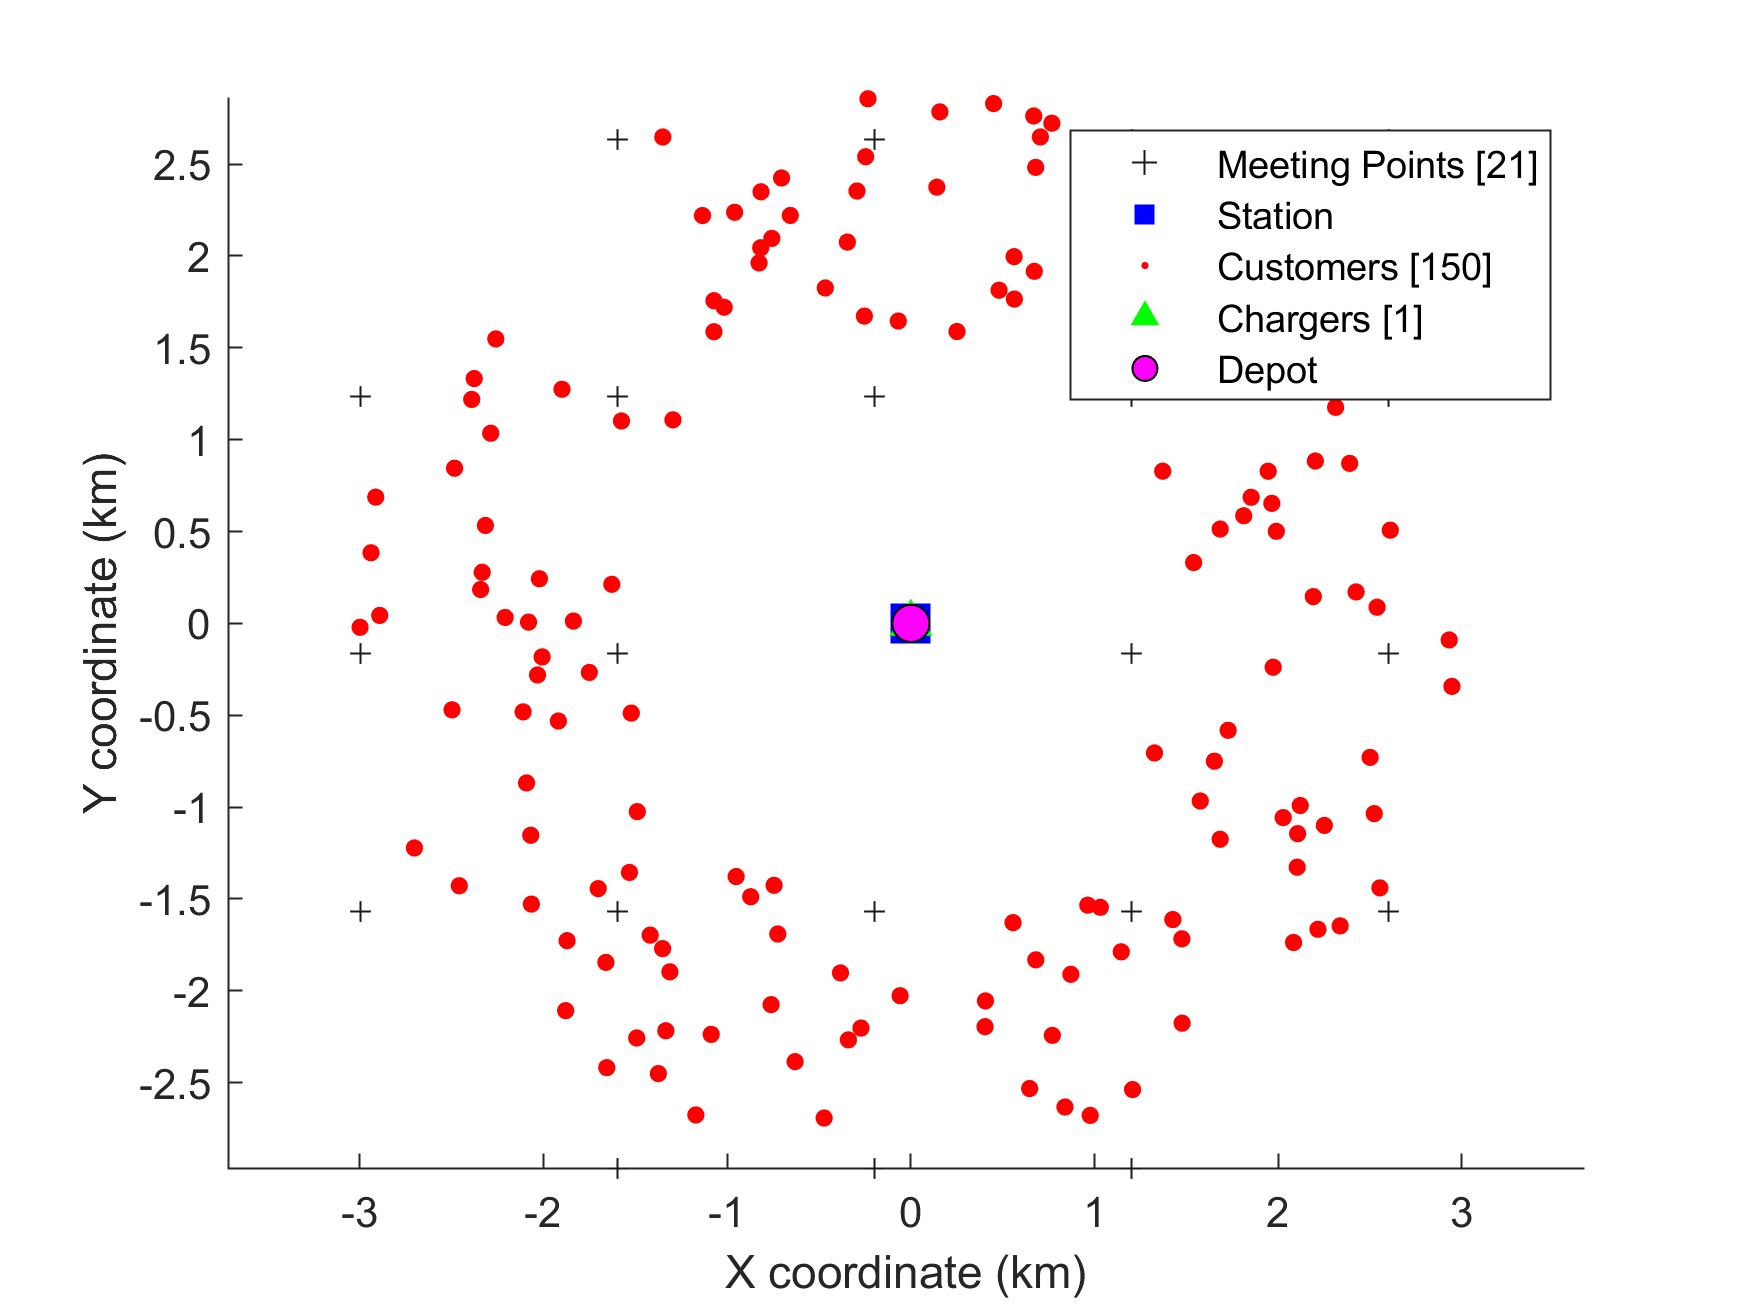 2.5
2
1.5
1
0.5
0
-0.5
-1
-1.5
-2
-2.5
Y coordinate (km)
-3 -2 -1 0 1 2 3
X coordinate (km)
Meeting Points [21]
Station
Customers [150]
Chargers [1]
Depot